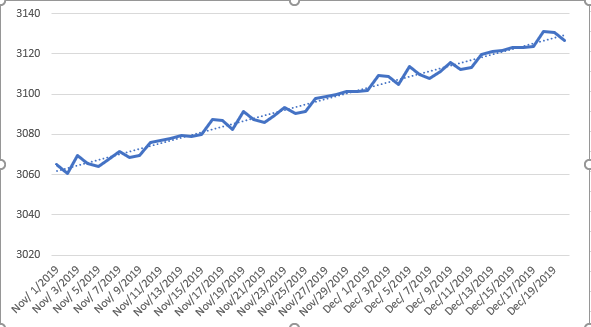 3140
3120
3100
3080
3060
3040
3020
Nov/ 1/2019
Nov/ 3/2019
Nov/ 5/2019
Nov/ 7/2019
Nov/ 9/2019
Nov/11/2019
Nov/13/2019
Nov/15/2019
Nov/17/2019
Nov/19/2019
Nov/21/2019
Nov/23/2019
Nov/25/2019
Nov/27/2019
Nov/29/2019
Dec/ 1/2019
Dec/ 3/2019
Dec/ 5/2019
Dec/ 7/2019
Dec/ 9/2019
Dec/11/2019
Dec/13/2019
Dec/15/2019
Dec/17/2019
Dec/19/2019